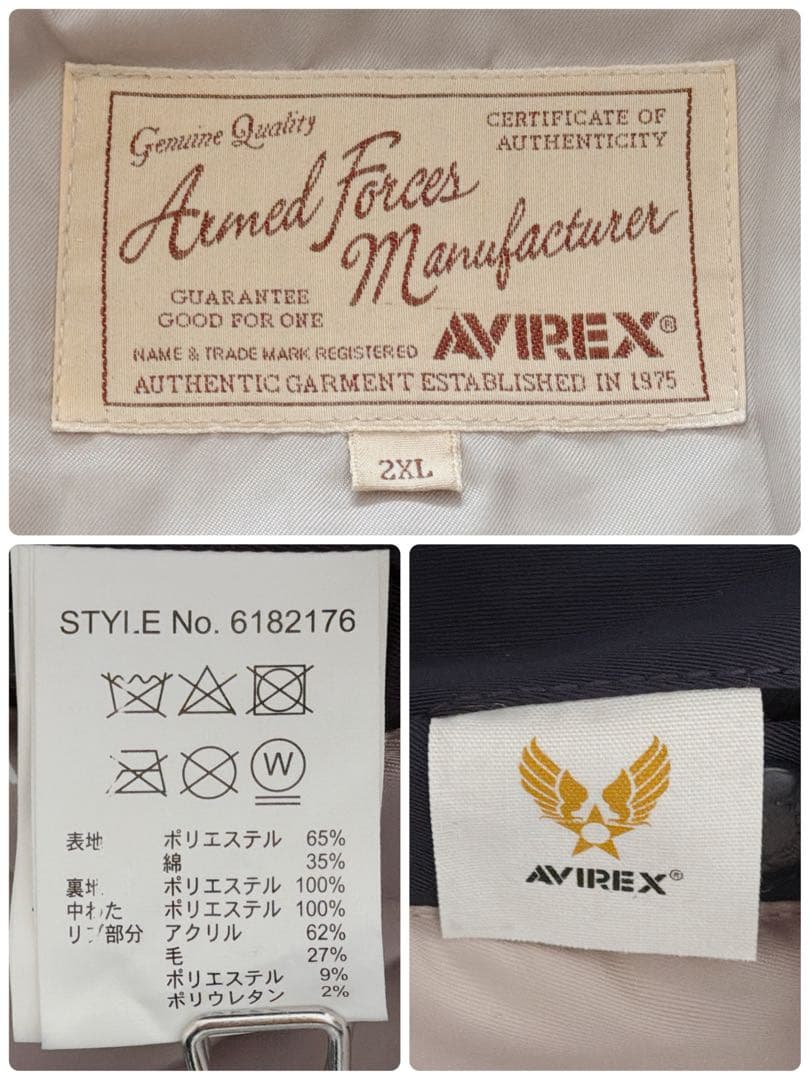 Genuine Quality
CERTIFICATE OF
AUTHENTICITY
Armed Forces
Manufacturer
GUARANTEE
GOOD FOR ONE
NAME & TRADE MARK REGISTERED
AVIREX®
AUTHENTIC GARMENT ESTABLISHED IN 1975
2XL
STYLE No. 6182176
W
表地 ポリエステル 65%
綿 35%
裏地 ポリエステル 100%
中わた ポリエステル 100%
リブ部分 アクリル 62%
毛 27%
ポリエステル 9%
ポリウレタン 2%
AVIREX®